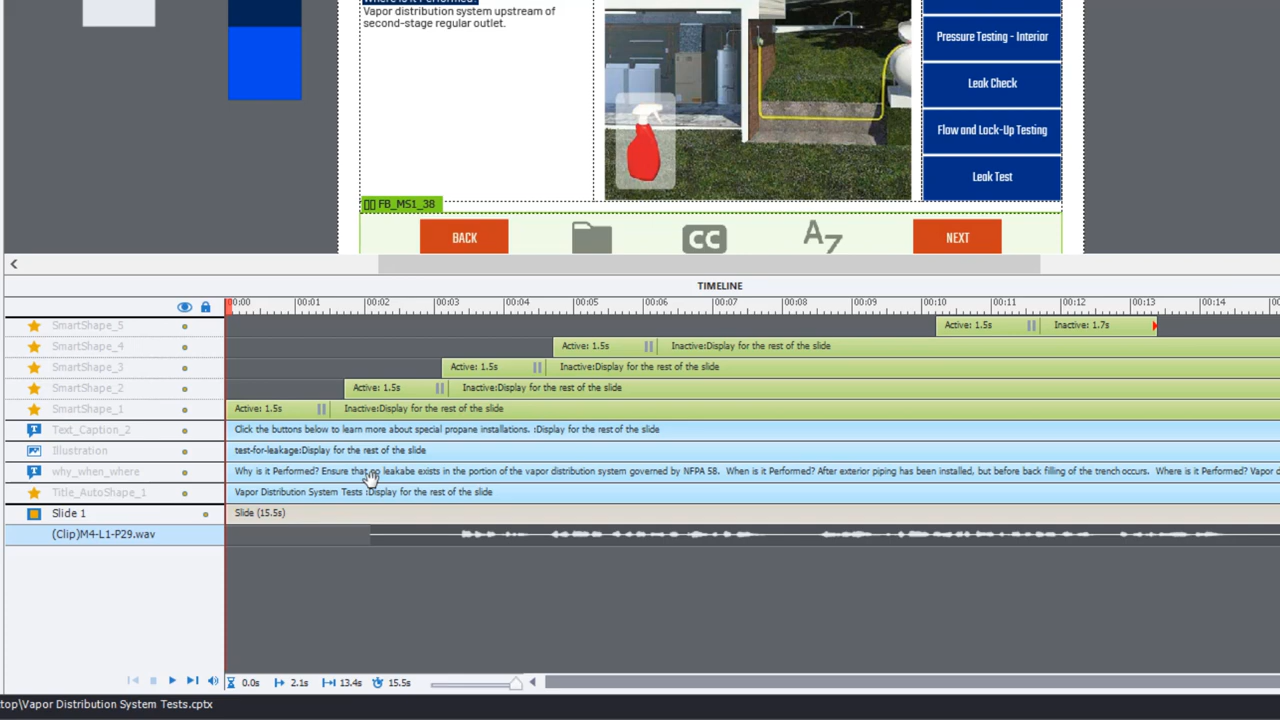 Where is it Performed?
Vapor distribution system upstream of
second-stage regular outlet.
Pressure Testing - Interior
Leak Check
Flow and Lock-Up Testing
Leak Test
FB_MS1_38
BACK
CC
A
Z
NEXT
TIMELINE
00:00 00:01 00:02 00:03 00:04 00:05 00:06 00:07 00:08 00:09 00:10 00:11 00:12 00:13 00:14
SmartShape_5 Active: 1.5s Inactive: 1.7s
SmartShape_4 Active: 1.5s Inactive:Display for the rest of the slide
SmartShape_3 Active: 1.5s Inactive:Display for the rest of the slide
SmartShape_2 Active: 1.5s Inactive:Display for the rest of the slide
SmartShape_1 Active: 1.5s Inactive:Display for the rest of the slide
Text_Caption_2 Click the buttons below to learn more about special propane installations. :Display for the rest of the slide
Illustration test-for-leakage:Display for the rest of the slide
why_when_where Why is it Performed? Ensure that no leakabe exists in the portion of the vapor distribution system governed by NFPA 58. When is it Performed? After exterior piping has been installed, but before back filling of the trench occurs. Where is it Performed? Vapor d
Title_AutoShape_1 Vapor Distribution System Tests :Display for the rest of the slide
Slide 1 Slide (15.5s)
(Clip)M4-L1-P29.wav
0.0s 2.1s 13.4s 15.5s
top\Vapor Distribution System Tests.cptx